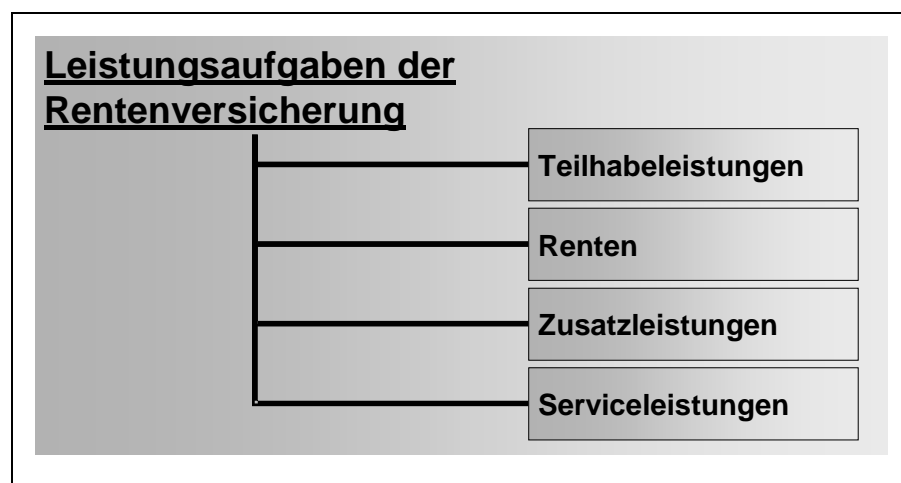 Leistungsaufgaben der
Rentenversicherung
Teilhabeleistungen
Renten
Zusatzleistungen
Serviceleistungen